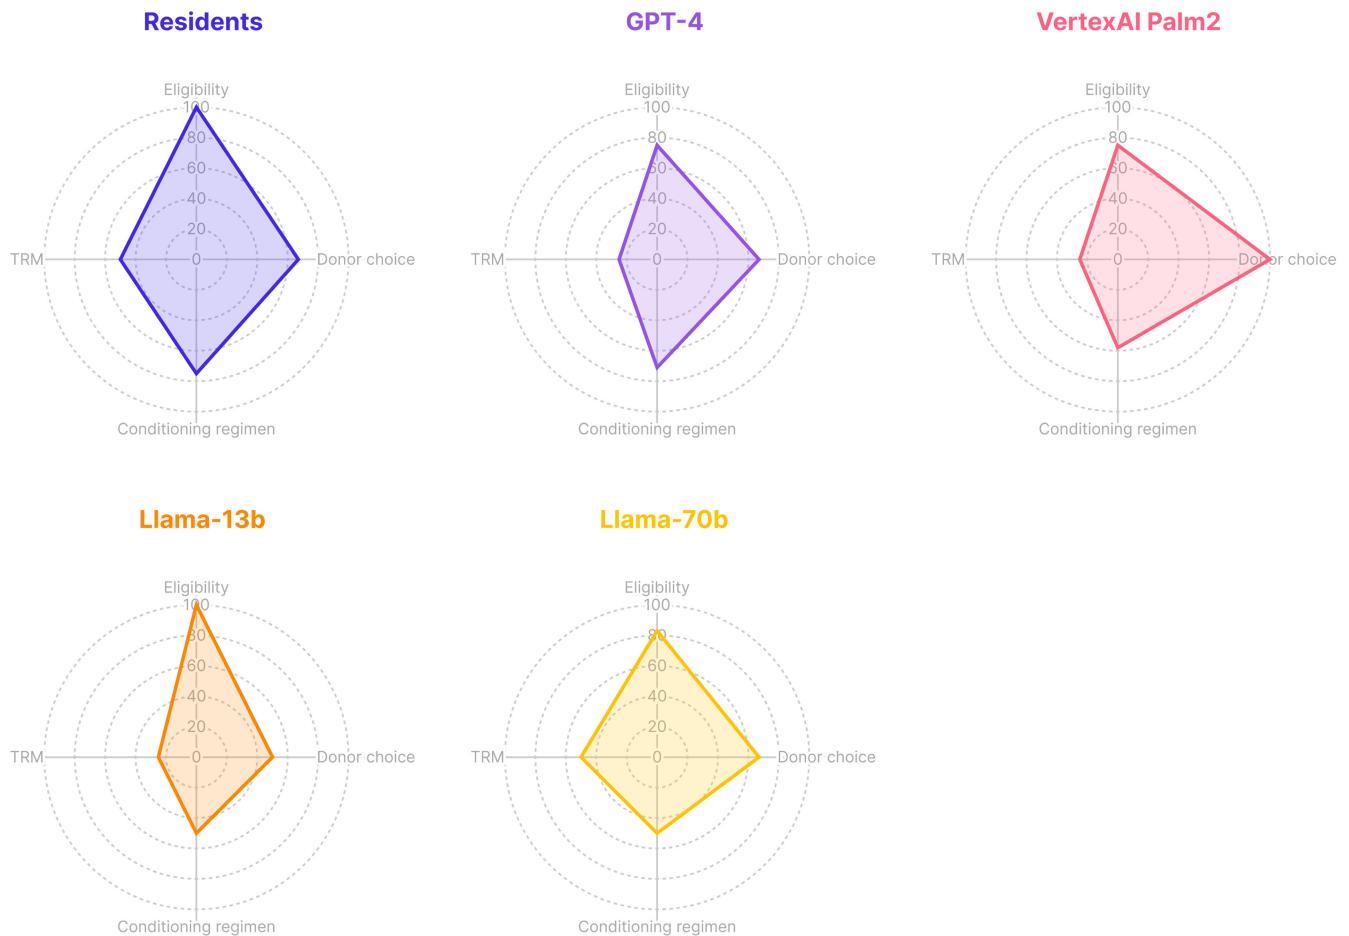 Residents
Eligibility
100
80
60
40
20
0
TRM
Donor choice
Conditioning regimen
GPT-4
Eligibility
100
80
60
40
20
0
TRM
Donor choice
Conditioning regimen
VertexAI Palm2
Eligibility
100
80
60
40
20
0
TRM
Donor choice
Conditioning regimen
Llama-13b
Eligibility
100
80
60
40
20
0
TRM
Donor choice
Conditioning regimen
Llama-70b
Eligibility
100
80
60
40
20
0
TRM
Donor choice
Conditioning regimen